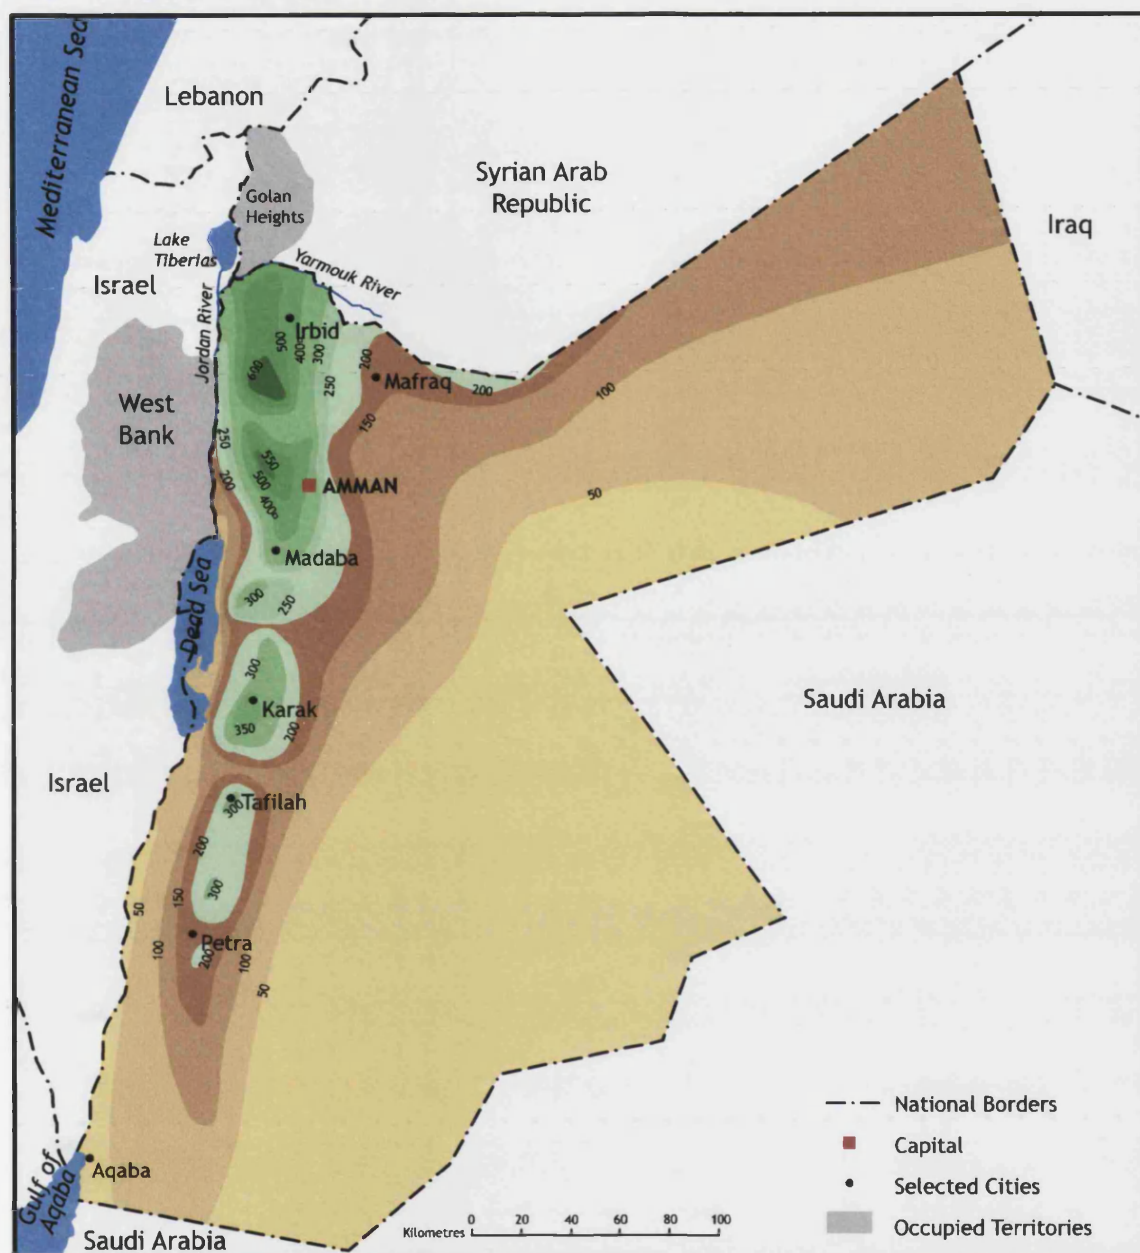 Mediterranean Sea
Lebanon
Golan
Heights
Syrian Arab
Republic
Iraq
Lake
Tiberias
Yarmouk River
Israel
Jordan River
Irbid
500
400
300
200
600
250
Mafraq
200
100
150
West
Bank
250
200
550
500
400
AMMAN
50
Madaba
Dead Sea
300
250
300
Karak
350
200
Saudi Arabia
Israel
Tafilah
300
200
300
150
50
Petra
200
100
100
50
Aqaba
Gulf of
Aqaba
Saudi Arabia
National Borders
Capital
Selected Cities
Occupied Territories
Kilometres
0 20 40 60 80 100